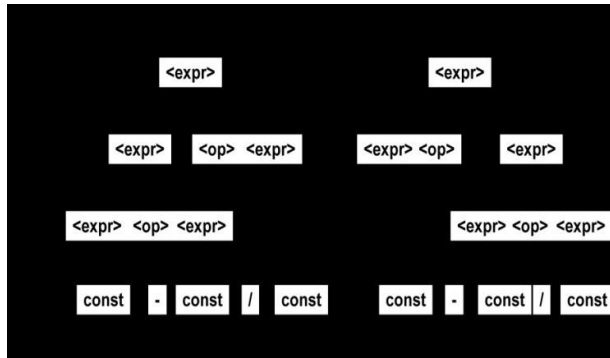 <expr> <expr>
<expr> <op> <expr> <expr> <op> <expr>
<expr> <op> <expr> <expr> <op> <expr>
const - const / const const - const / const